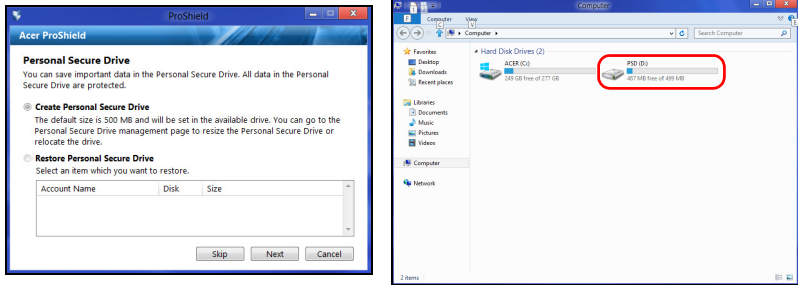 ProShield
Acer ProShield
Personal Secure Drive
You can save important data in the Personal Secure Drive. All data in the Personal
Secure Drive are protected.
Create Personal Secure Drive
The default size is 500 MB and will be set in the available drive. You can go to the
Personal Secure Drive management page to resize the Personal Secure Drive or
relocate the drive.
Restore Personal Secure Drive
Select an item which you want to restore.
Account Name Disk Size
Skip Next Cancel
Computer
1
F Computer View
C V E
Computer
Search Computer
Favorites
Desktop
Downloads
Recent places
Libraries
Documents
Music
Pictures
Videos
Computer
Network
Hard Disk Drives (2)
ACER (C:)
249 GB free of 277 GB
PSD (D:)
467 MB free of 499 MB
2 items